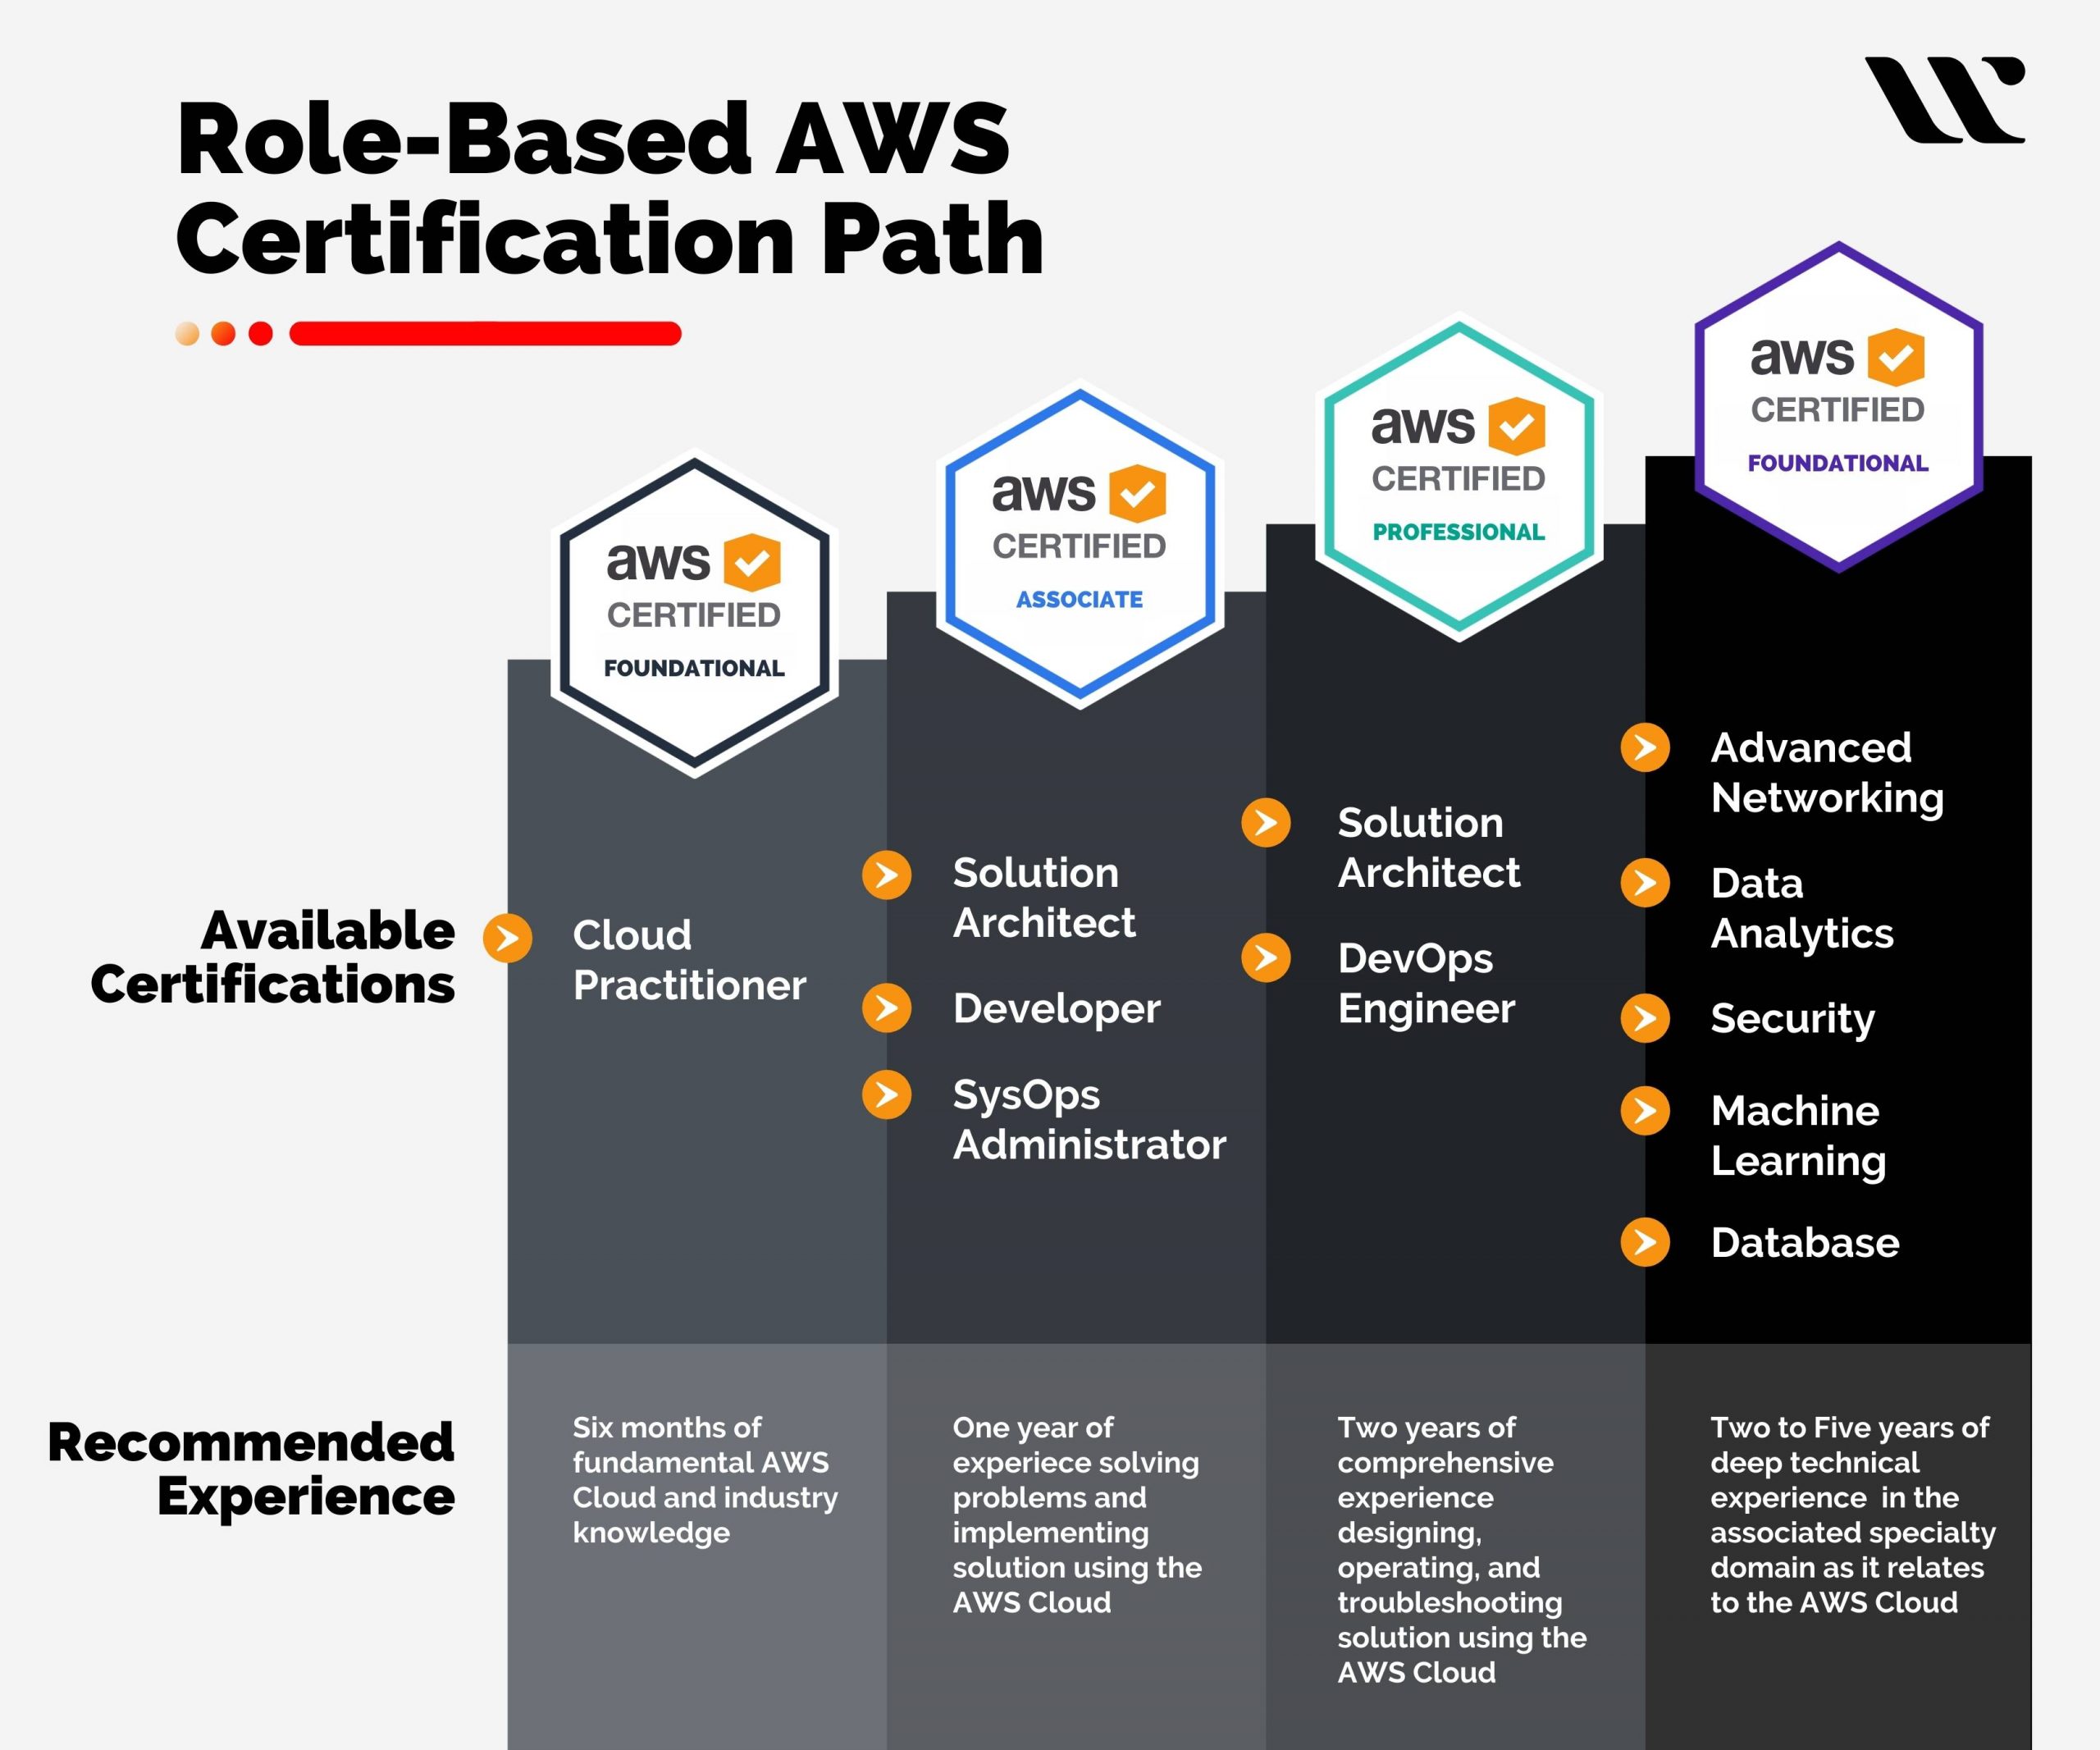 Role-Based AWS
Certification Path
aws
CERTIFIED
FOUNDATIONAL
aws
CERTIFIED
ASSOCIATE
aws
CERTIFIED
PROFESSIONAL
aws
CERTIFIED
FOUNDATIONAL
Available
Certifications
Cloud
Practitioner
Solution
Architect
Developer
SysOps
Administrator
Solution
Architect
DevOps
Engineer
Advanced
Networking
Data
Analytics
Security
Machine
Learning
Database
Recommended
Experience
Six months of
fundamental AWS
Cloud and industry
knowledge
One year of
experiece solving
problems and
implementing
solution using the
AWS Cloud
Two years of
comprehensive
experience
designing,
operating, and
troubleshooting
solution using the
AWS Cloud
Two to Five years of
deep technical
experience  in the
associated specialty
domain as it relates
to the AWS Cloud